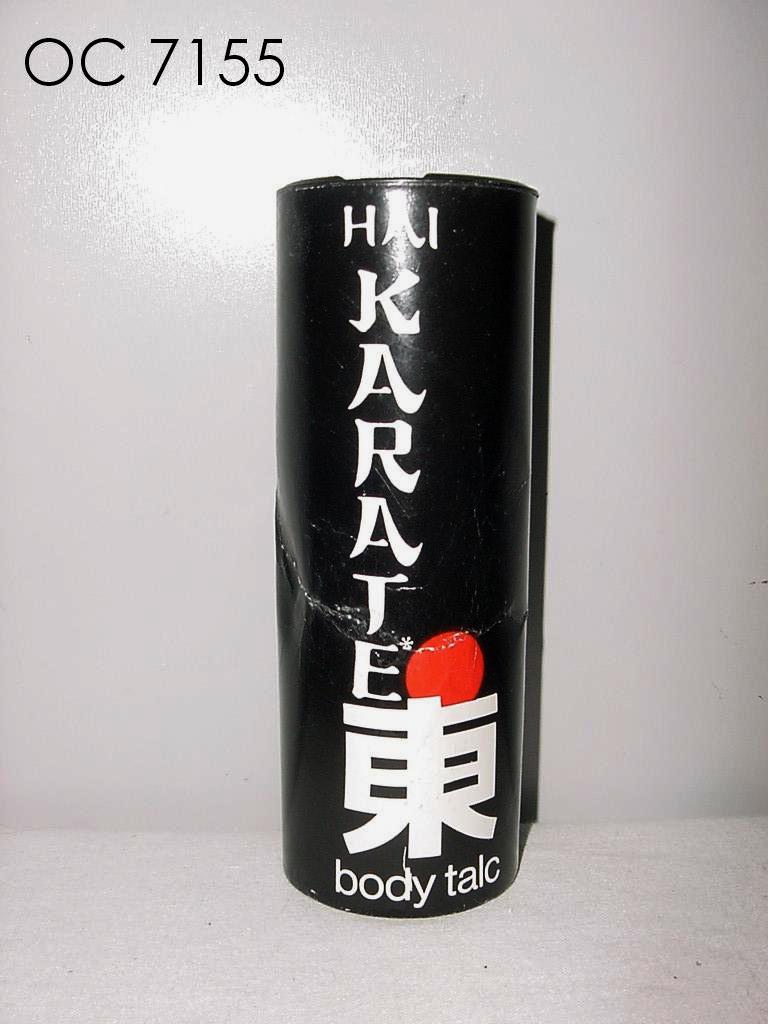 OC 7155
HAI
KARATE*
東
body talc